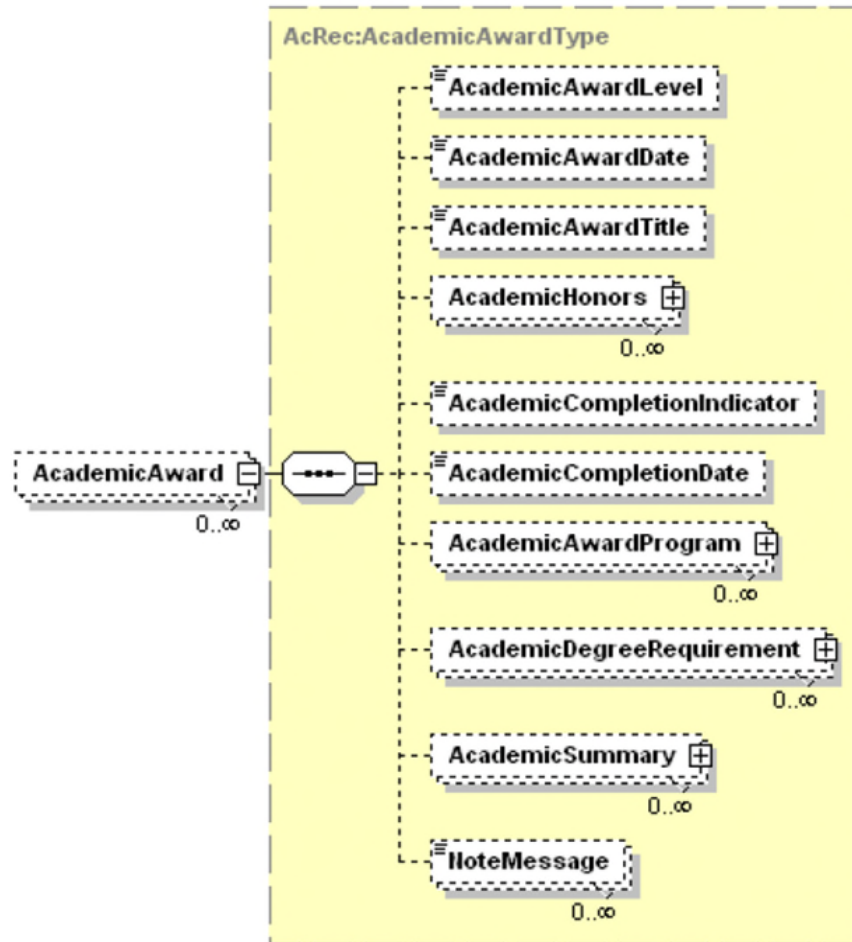 AcRec:AcademicAwardType
AcademicAwardLevel
AcademicAwardDate
AcademicAwardTitle
AcademicHonors
0..∞
AcademicCompletionIndicator
AcademicAward
0..∞
AcademicCompletionDate
AcademicAwardProgram
0..∞
AcademicDegreeRequirement
0..∞
AcademicSummary
0..∞
NoteMessage
0..∞